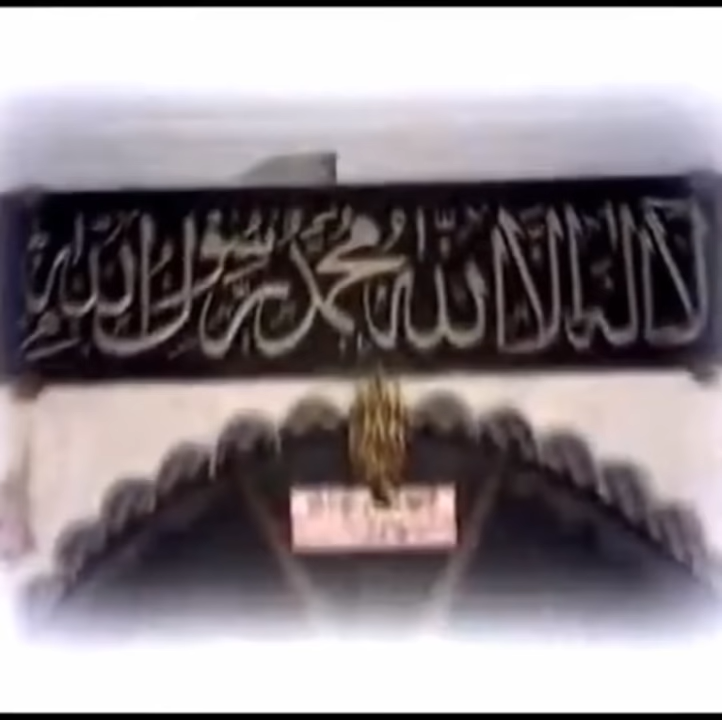 لا اله الا الله محمد رسول الله